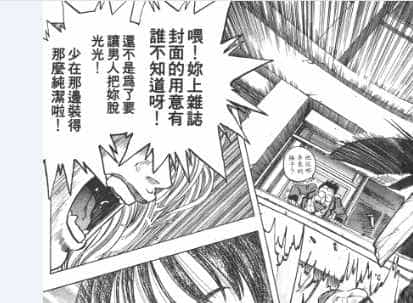 喂！妳上雜誌
封面的用意有
誰不知道呀！
還不是為了要
讓男人把妳說
光光！
少在那邊裝得
那麼純潔啦！